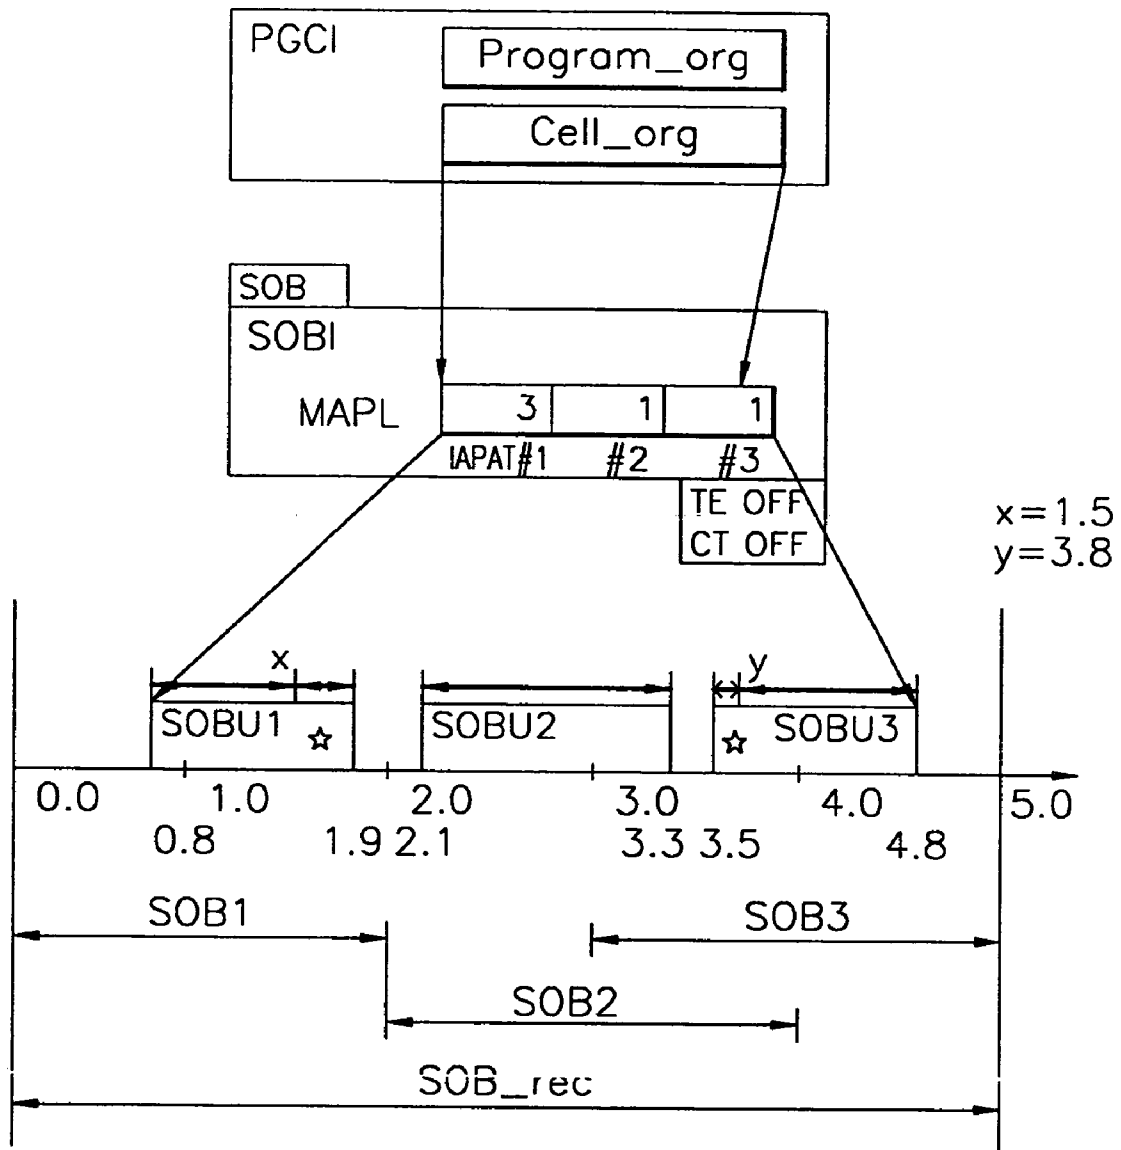 PGCI
Program_org
Cell_org
SOB
SOBI
MAPL 3 1 1
IAPAT#1 #2 #3
TE OFF
CT OFF
x=1.5
y=3.8
x y
SOBU1 SOBU2 SOBU3
0.0 1.0 2.0 3.0 4.0 5.0
0.8 1.9 2.1 3.3 3.5 4.8
SOB1 SOB3
SOB2
SOB_rec